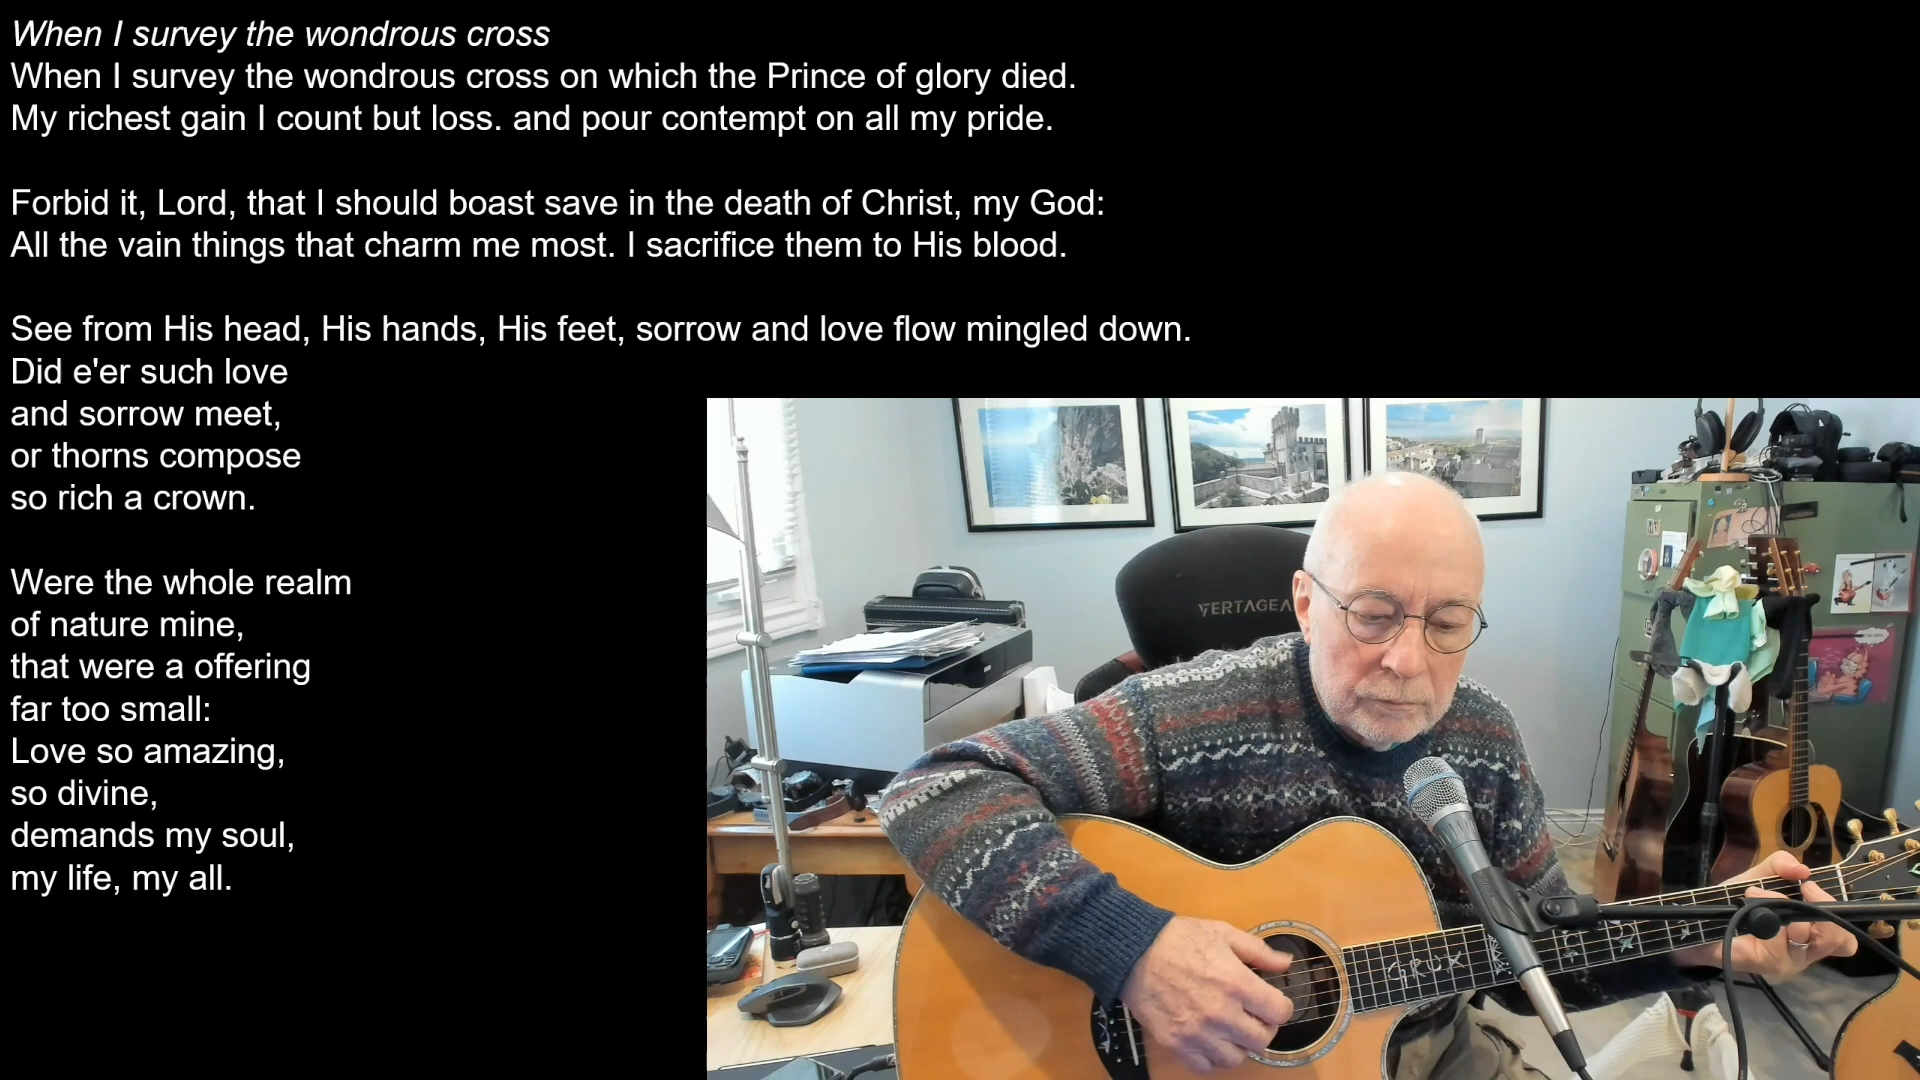 When I survey the wondrous cross
When I survey the wondrous cross on which the Prince of glory died.
My richest gain I count but loss. and pour contempt on all my pride.
Forbid it, Lord, that I should boast save in the death of Christ, my God:
All the vain things that charm me most. I sacrifice them to His blood.
See from His head, His hands, His feet, sorrow and love flow mingled down.
Did e'er such love
and sorrow meet,
or thorns compose
so rich a crown.
Were the whole realm
of nature mine,
that were a offering
far too small:
Love so amazing,
so divine,
demands my soul,
my life, my all.
VERTAGEA
GRUX